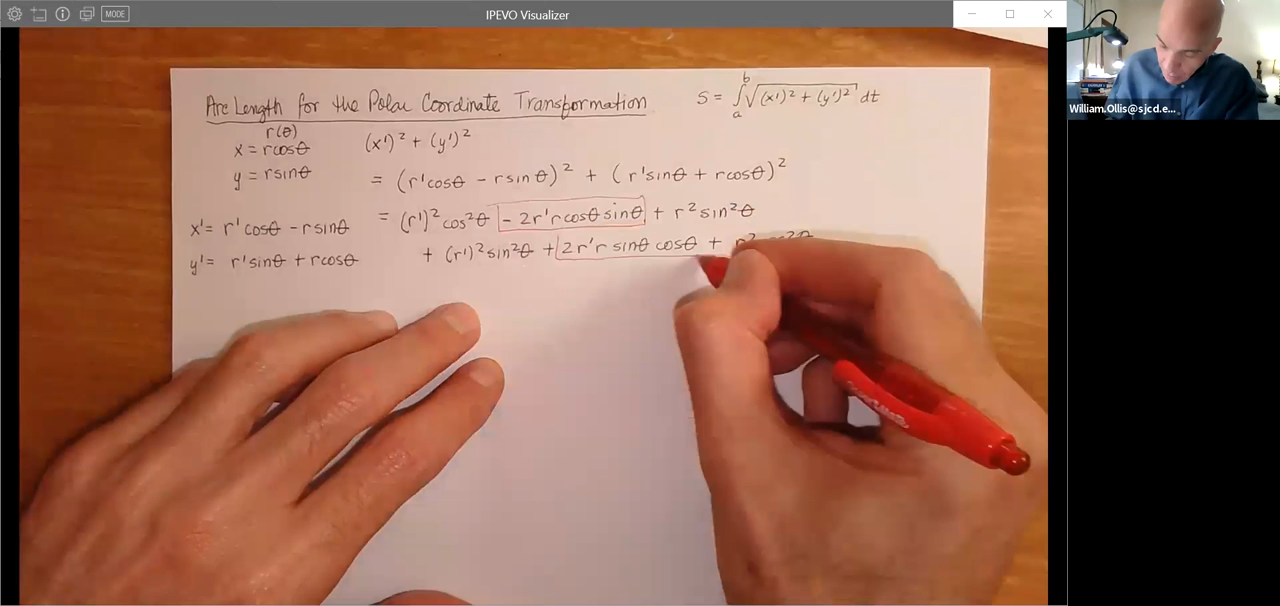 IPEVO Visualizer
MODE
William.Ollis@sjcd.e...
Arc Length for the Polar Coordinate Transformation
S = ∫ₐᵇ √((x')² + (y')²) dt
r(θ)
x = rcosθ
y = rsinθ
x' = r'cosθ - rsinθ
y' = r'sinθ + rcosθ
(x')² + (y')²
= (r'cosθ - rsinθ)² + (r'sinθ + rcosθ)²
= (r')²cos²θ - 2r'rcosθsinθ + r²sin²θ
+ (r')²sin²θ + 2r'r sinθ cosθ +